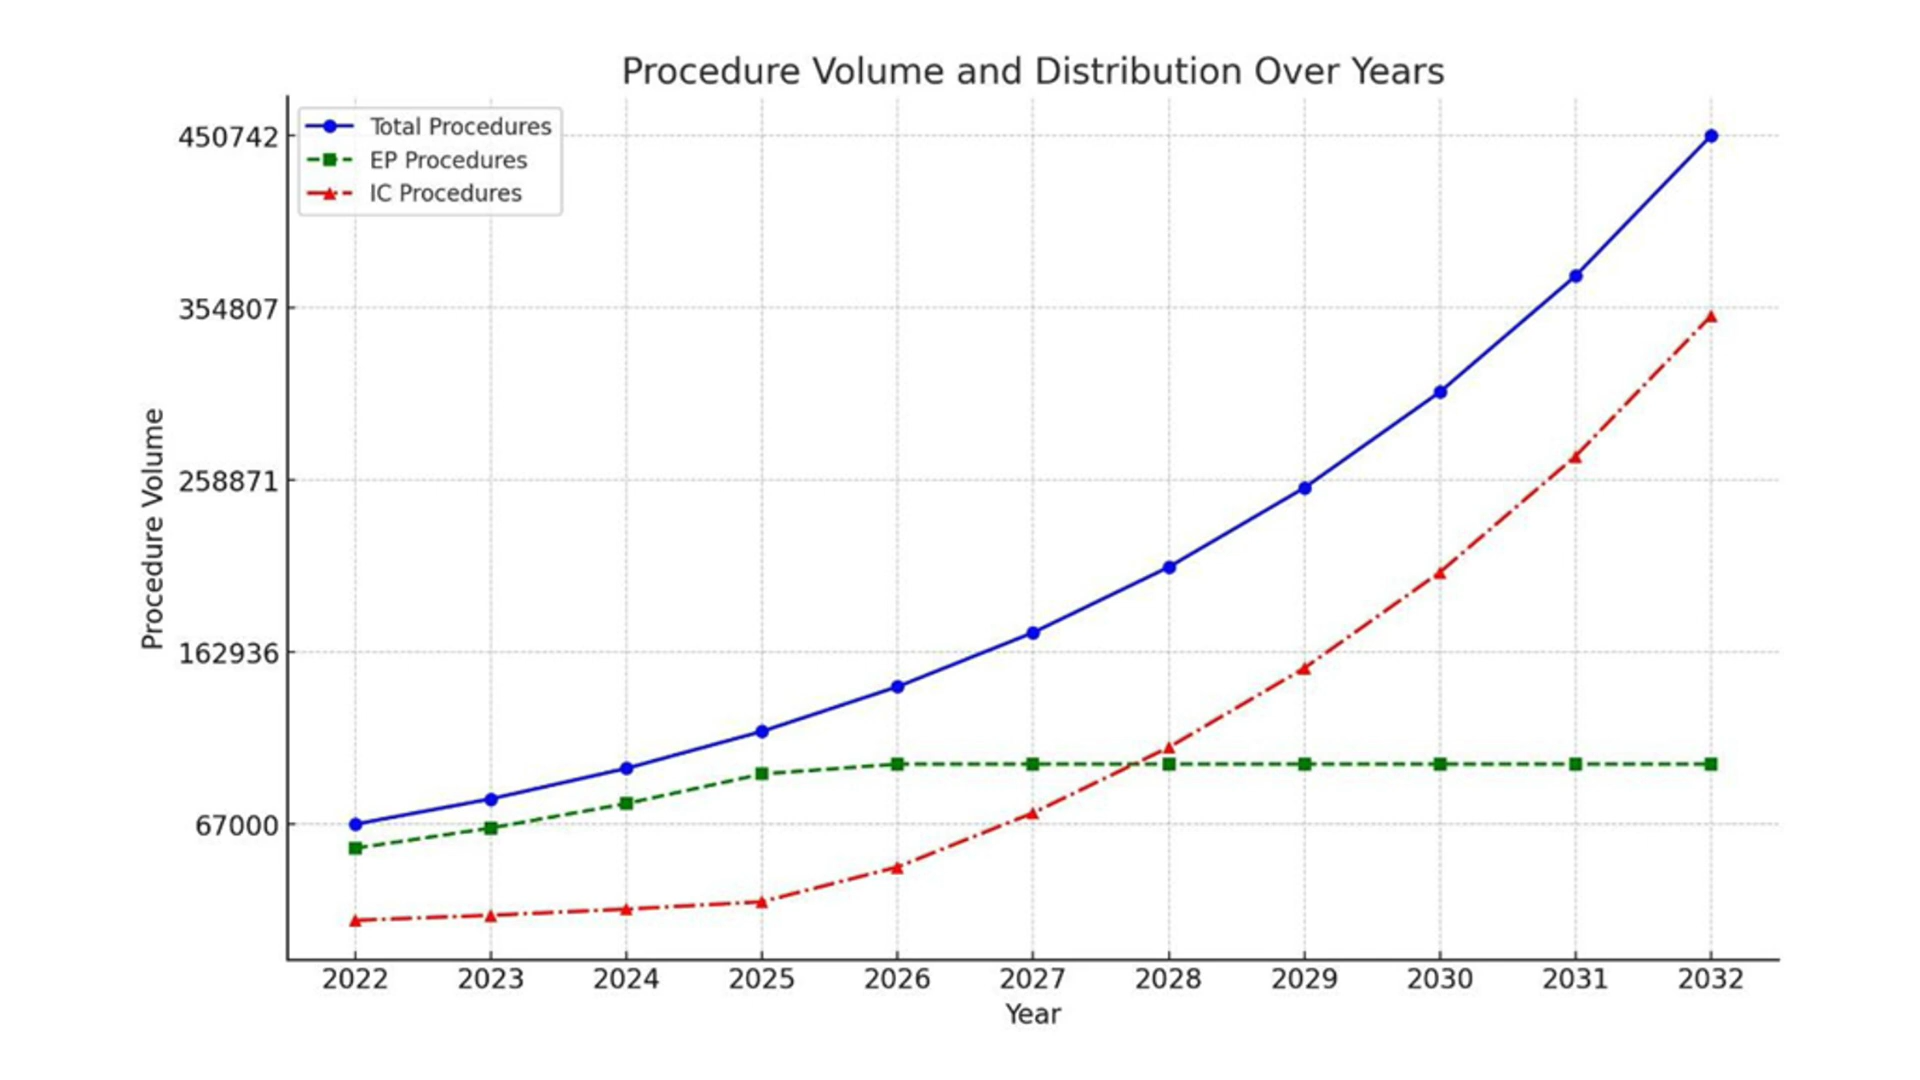 Procedure Volume and Distribution Over Years
Total Procedures
EP Procedures
IC Procedures
450742
354807
258871
162936
67000
Procedure Volume
2022 2023 2024 2025 2026 2027 2028 2029 2030 2031 2032
Year